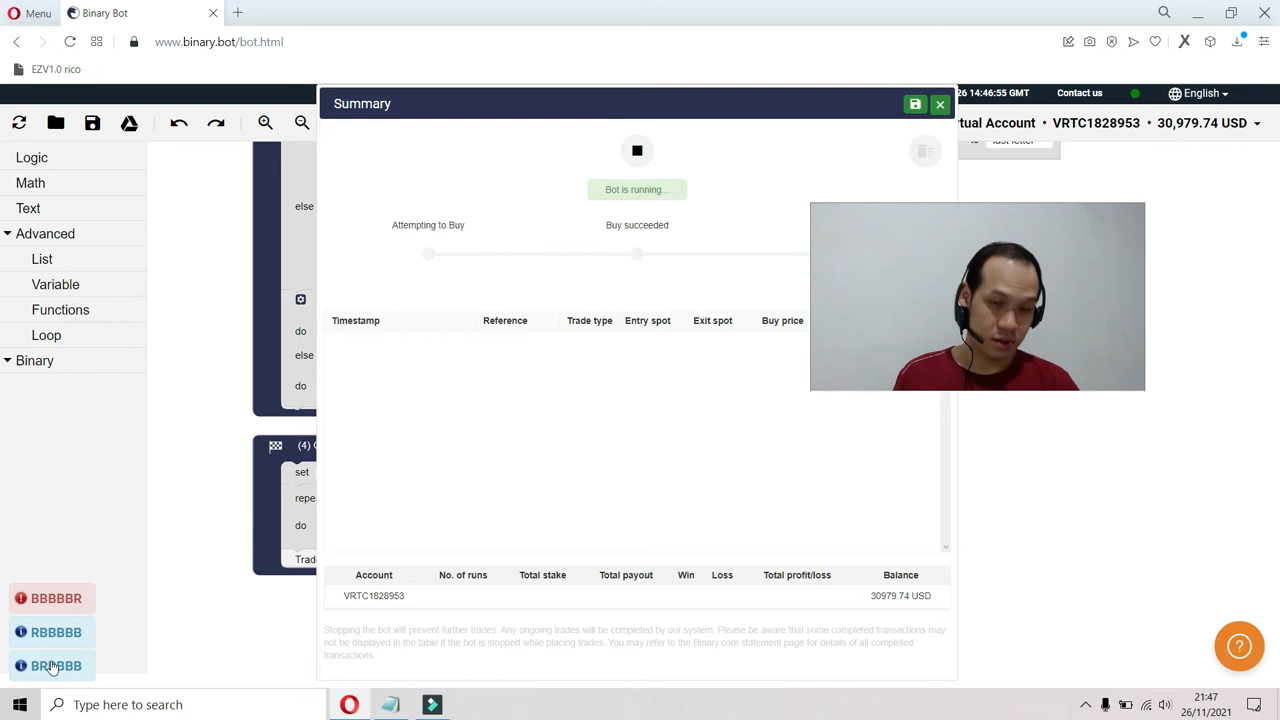 Menu
Binary Bot
www.binary.bot/bot.html
EZV1.0 rico
Summary
26 14:46:55 GMT
Contact us
English
tual Account • VRTC1828953 • 30,979.74 USD
last letter
Logic
Math
Text
Advanced
List
Variable
Functions
Loop
Binary
else
do
else
do
(4)
set
repe
do
Trad
Bot is running...
Attempting to Buy
Buy succeeded
Timestamp Reference Trade type Entry spot Exit spot Buy price
Account No. of runs Total stake Total payout Win Loss Total profit/loss Balance
VRTC1828953 30979.74 USD
Stopping the bot will prevent further trades. Any ongoing trades will be completed by our system. Please be aware that some completed transactions may
not be displayed in the table if the bot is stopped while placing trades. You may refer to the Binary.com statement page for details of all completed
transactions.
BBBBBR
RBBBBB
Type here to search
21:47
26/11/2021